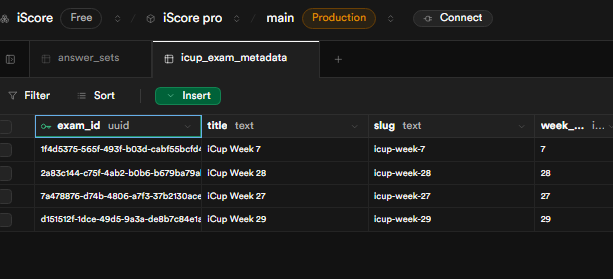 iScore Free / iScore pro / main Production Connect
answer_sets icup_exam_metadata +
Filter Sort Insert
exam_id uuid title text slug text week_... i...
1f4d5375-565f-493f-b03d-cabf55bcfd4 iCup Week 7 icup-week-7 7
2a83c144-c75f-4ab2-b0b6-b679ba79a iCup Week 28 icup-week-28 28
7a478876-d74b-4806-a7f3-37b2130ace iCup Week 27 icup-week-27 27
d151512f-1dce-49d5-9a3a-de8b7c84e1a iCup Week 29 icup-week-29 29